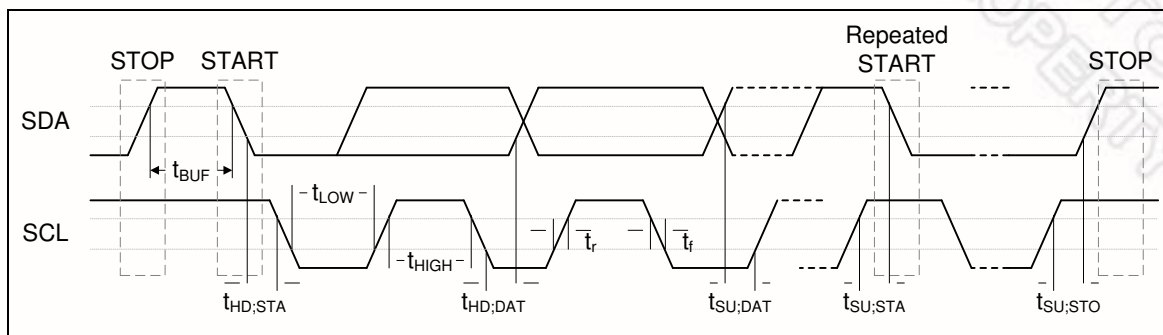 Repeated
STOP START START STOP
SDA
tBUF
tLOW
SCL
tr tf
tHIGH
tHD;STA tHD;DAT tSU;DAT tSU;STA tSU;STO
PROPERTY